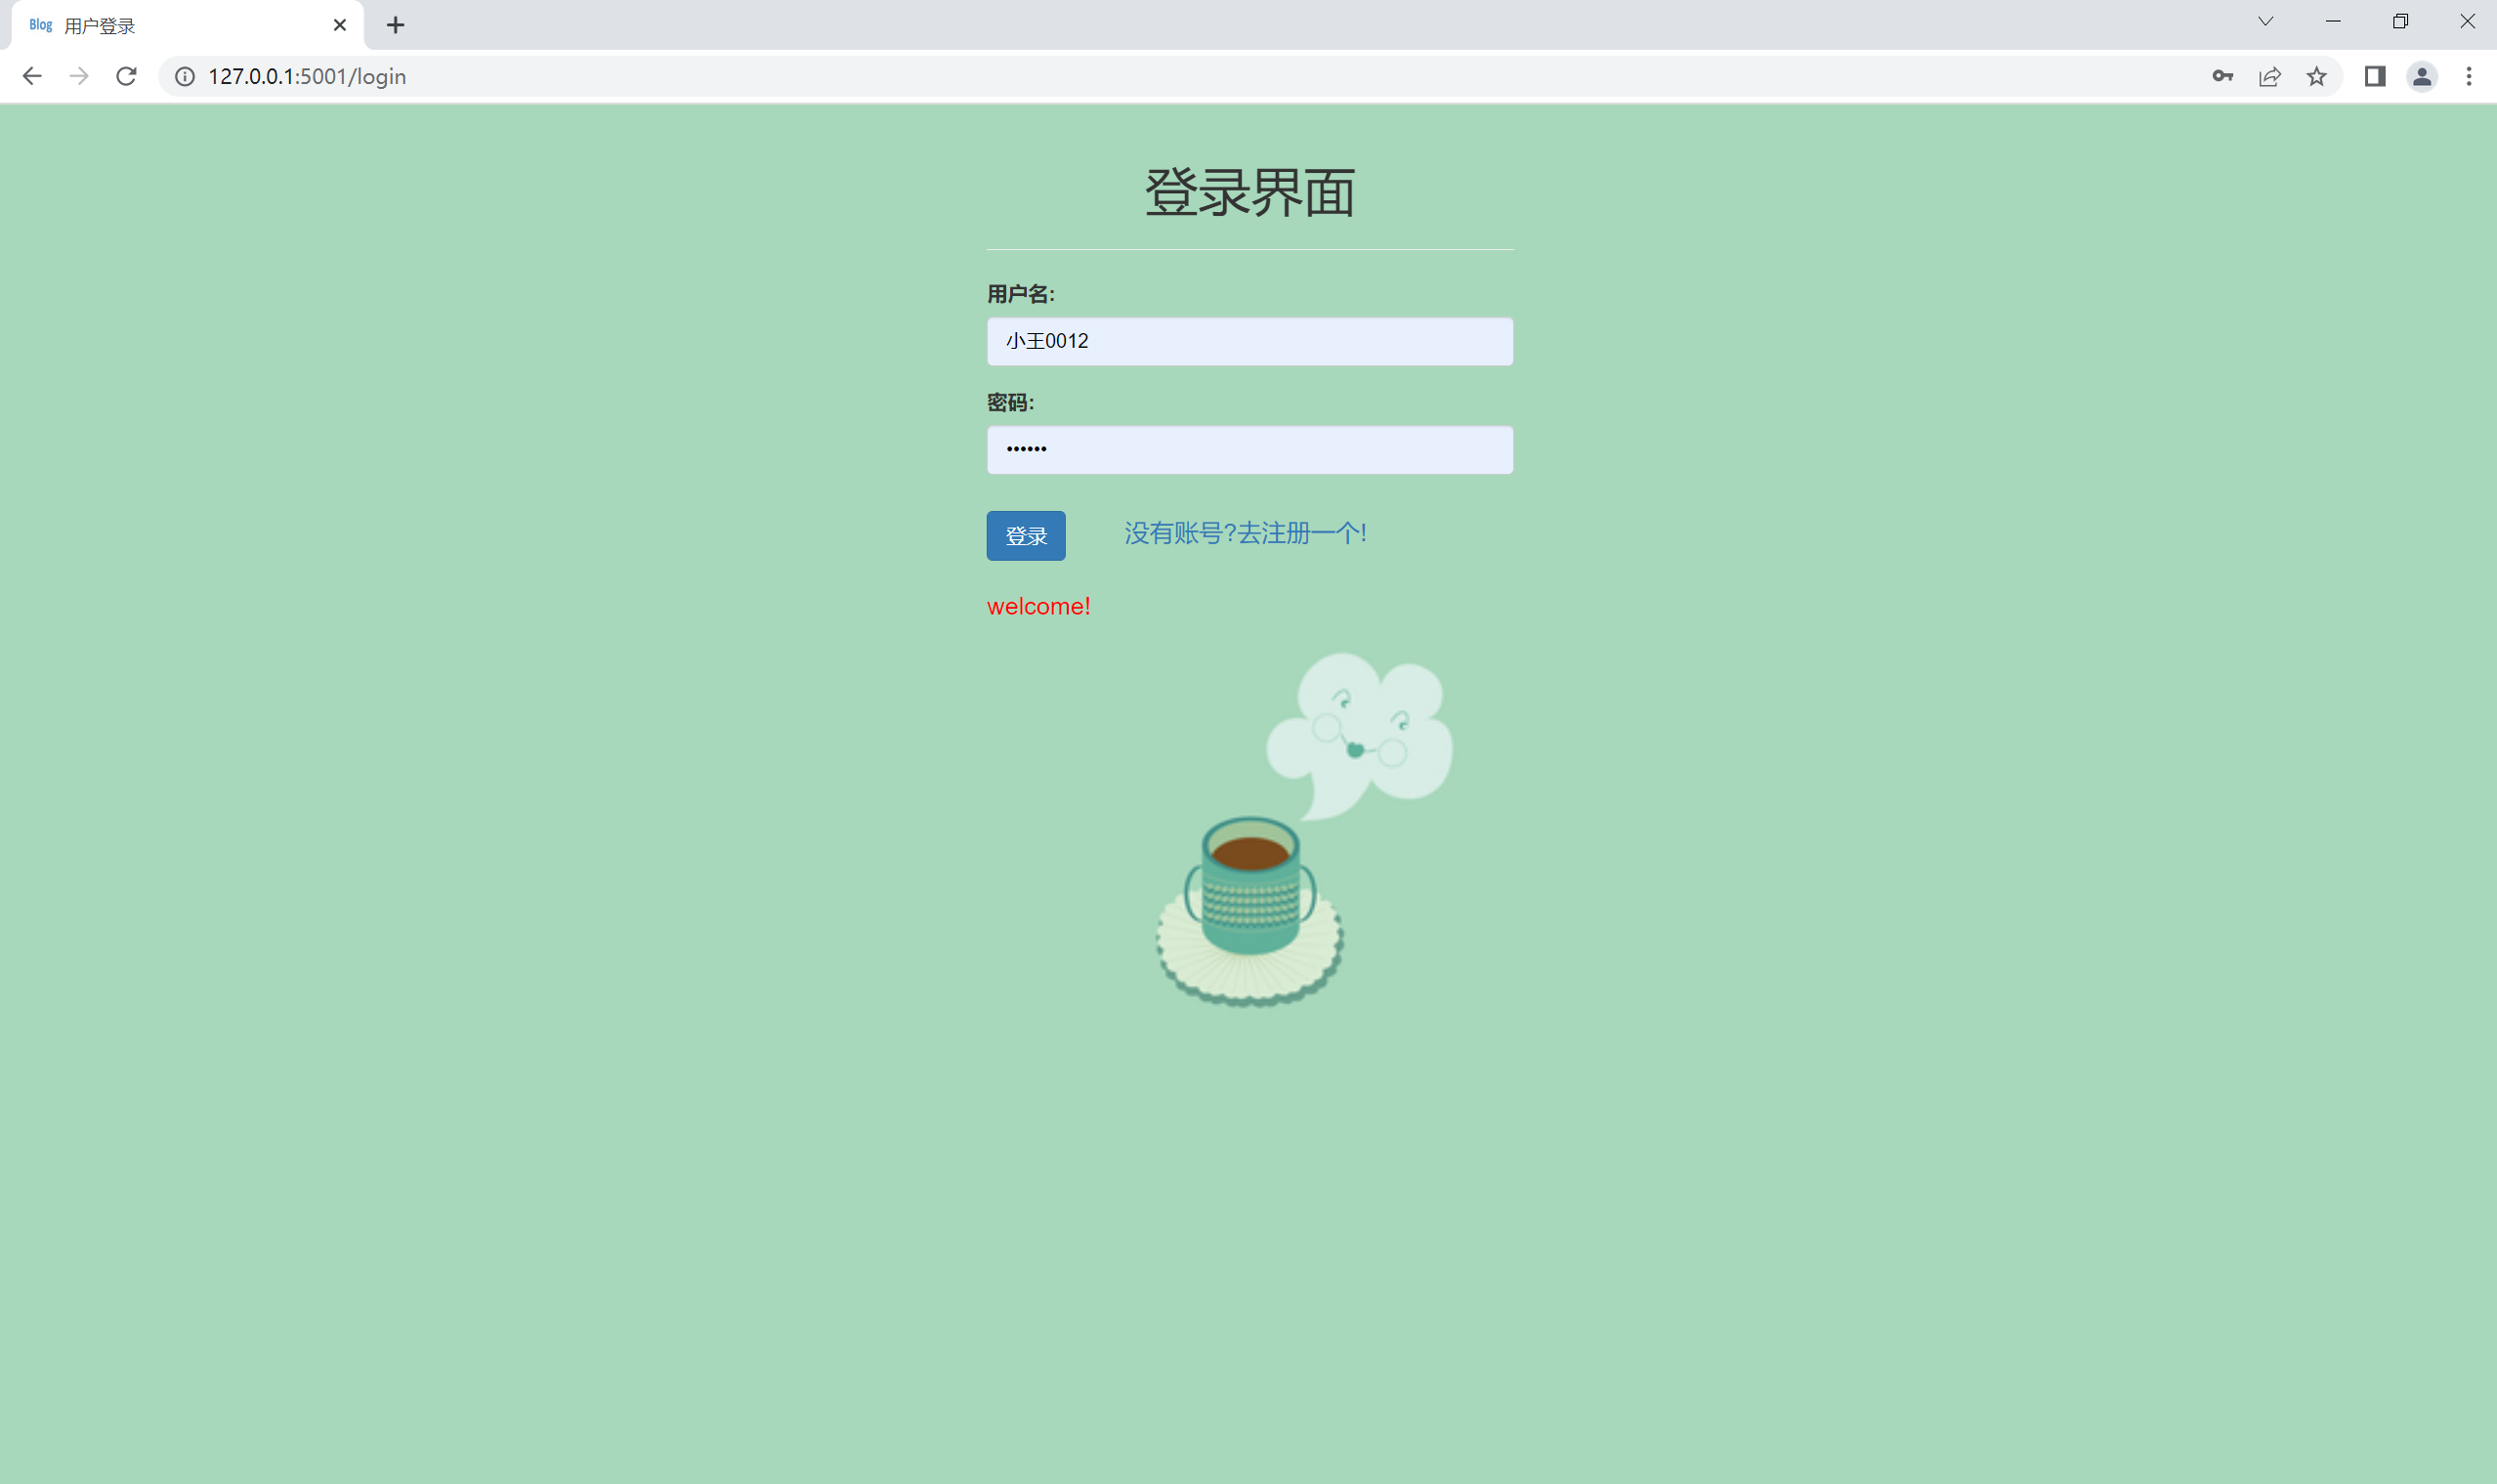 Blog 用户登录
127.0.0.1:5001/login
登录界面
用户名:
小王0012
密码:
••••••
登录 没有账号?去注册一个!
welcome!